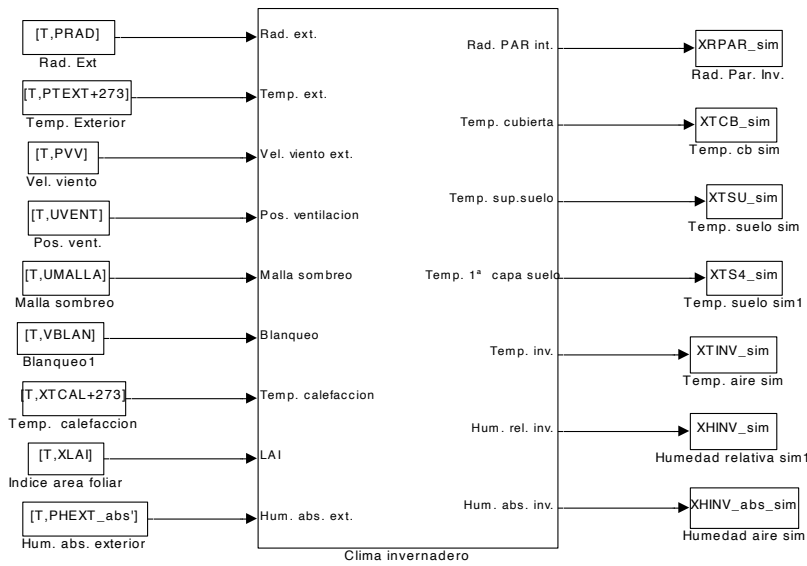 [T,PRAD]
Rad. Ext
[T,PTEXT+273]
Temp. Exterior
[T,PVV]
Vel. viento
[T,UVENT]
Pos. vent.
[T,UMALLA]
Malla sombreo
[T,VBLAN]
Blanqueo1
[T,XTCAL+273]
Temp. calefaccion
[T,XLAI]
Indice area foliar
[T,PHEXT_abs']
Hum. abs. exterior
Rad. ext.
Temp. ext.
Vel. viento ext.
Pos. ventilacion
Malla sombreo
Blanqueo
Temp. calefaccion
LAI
Hum. abs. ext.
Rad. PAR int.
Temp. cubierta
Temp. sup.suelo
Temp. 1ª capa suelo
Temp. inv.
Hum. rel. inv.
Hum. abs. inv.
Clima invernadero
XRPAR_sim
Rad. Par. Inv.
XTCB_sim
Temp. cb sim
XTSU_sim
Temp. suelo sim
XTS4_sim
Temp. suelo sim1
XTINV_sim
Temp. aire sim
XHINV_sim
Humedad relativa sim1
XHINV_abs_sim
Humedad aire sim